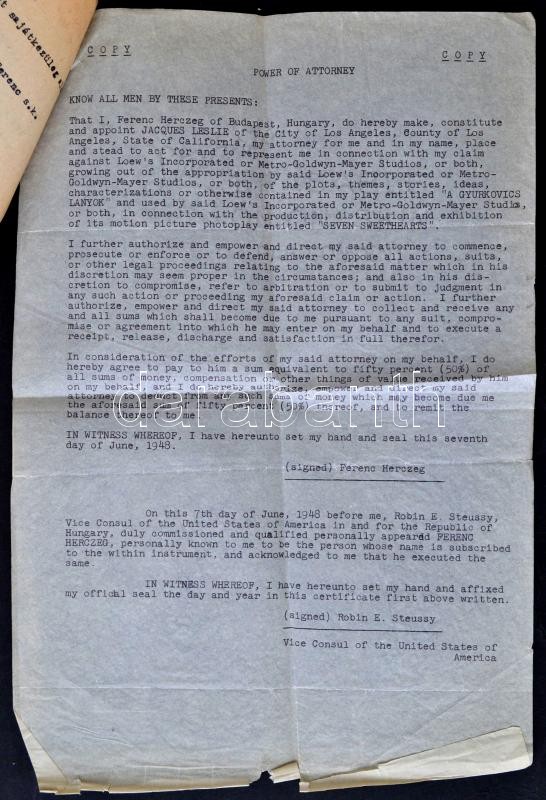 t sajátkezüleg
Ferenc s.k.
C O P Y
C O P Y
POWER OF ATTORNEY
KNOW ALL MEN BY THESE PRESENTS:
That I, Ferenc Herczeg of Budapest, Hungary, do hereby make, constitute
and appoint JACQUES LESLIE of the City of Los Angeles, County of Los
Angeles, State of California, my attorney for me and in my name, place
and stead to act for and to represent me in connection with my claim
against Loew's Incorporated or Metro-Goldwyn-Mayer Studios, or both,
growing out of the appropriation by said Loew's Incorporated or Metro-
Goldwyn-Mayer Studios, or both, of the plots, themes, stories, ideas,
characterizations or otherwise contained in my play entitled "A GYURKOVICS
LANYOK" and used by said Loew's Incorporated or Metro-Goldwyn-Mayer Studis,
or both, in connection with the production, distribution and exhibition
of its motion picture photoplay entitled "SEVEN SWEETHEARTS".
I further authorize and empower and direct my said attorney to commence,
prosecute or enforce or to defend, answer or oppose all actions, suits,
or other legal proceedings relating to the aforesaid matter which in his
discretion may seem proper in the circumstances; and also in his dis-
cretion to compromise, refer to arbitration or to submit to judgment in
any such action or proceeding my aforesaid claim or action. I further
authorize, empower and direct my said attorney to collect and receive any
and all sums which shall become due to me pursuant to any suit, compro-
mise or agreement into which he may enter on my behalf and to execute a
receipt, release, discharge and satisfaction in full therefor.
In consideration of the efforts of my said attorney on my behalf, I do
hereby agree to pay to him a sum equivalent to fifty percent (50%) of
all sums of money, compensation or other things of value received by him
on my behalf, and I do hereby authorize, empower and direct my said
attorney to deduct from any such sums of money which may become due me
the aforesaid sum of fifty percent (50%) thereof, and to remit the
balance thereof to me.
darabanth
IN WITNESS WHEREOF, I have hereunto set my hand and seal this seventh
day of June, 1948.
(signed) Ferenc Herczeg
On this 7th day of June, 1948 before me, Robin E. Steussy,
Vice Consul of the United States of America in and for the Republic of
Hungary, duly commissioned and qualified personally appeared FERENC
HERCZEG, personally known to me to be the person whose name is subscribed
to the within instrument, and acknowledged to me that he executed the
same.
IN WITNESS WHEREOF, I have hereunto set my hand and affixed
my official seal the day and year in this certificate first above written.
(signed) Robin E. Steussy
Vice Consul of the United States of
America